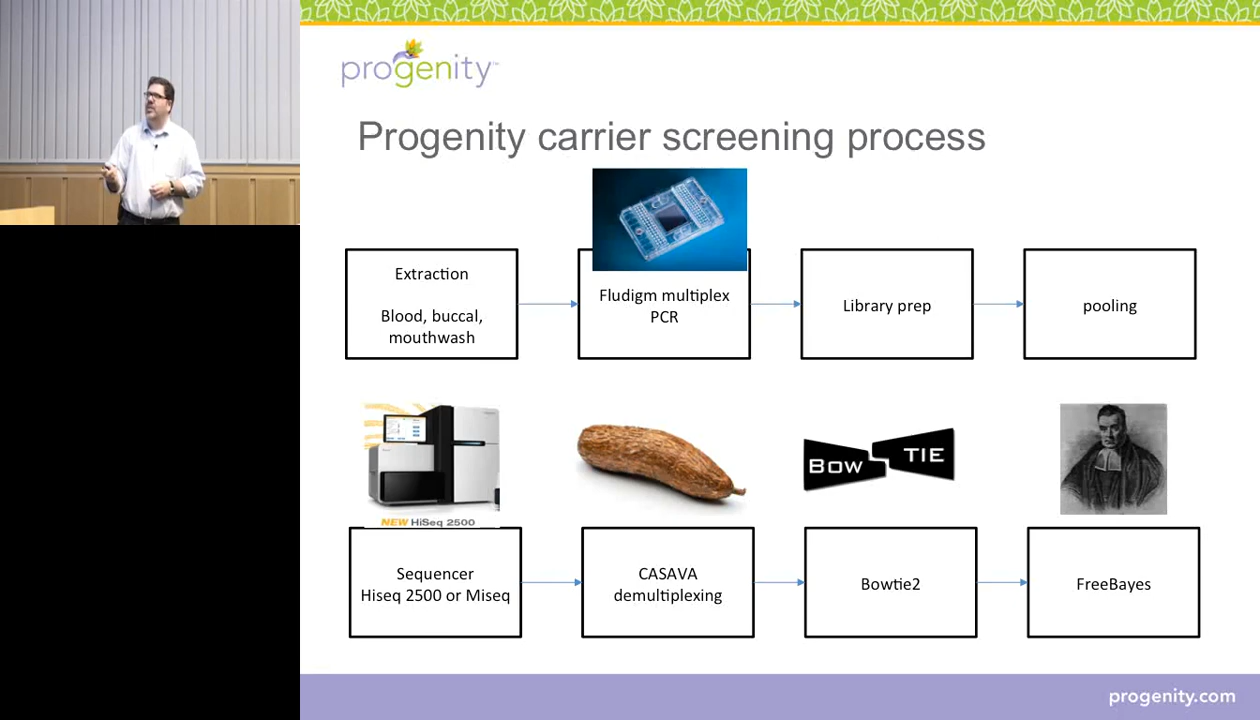 progenity™
Progenity carrier screening process
Extraction
Blood, buccal,
mouthwash
Fludigm multiplex
PCR
Library prep
pooling
NEW HiSeq 2500
Bow TIE
Sequencer
Hiseq 2500 or Miseq
CASAVA
demultiplexing
Bowtie2
FreeBayes
progenity.com